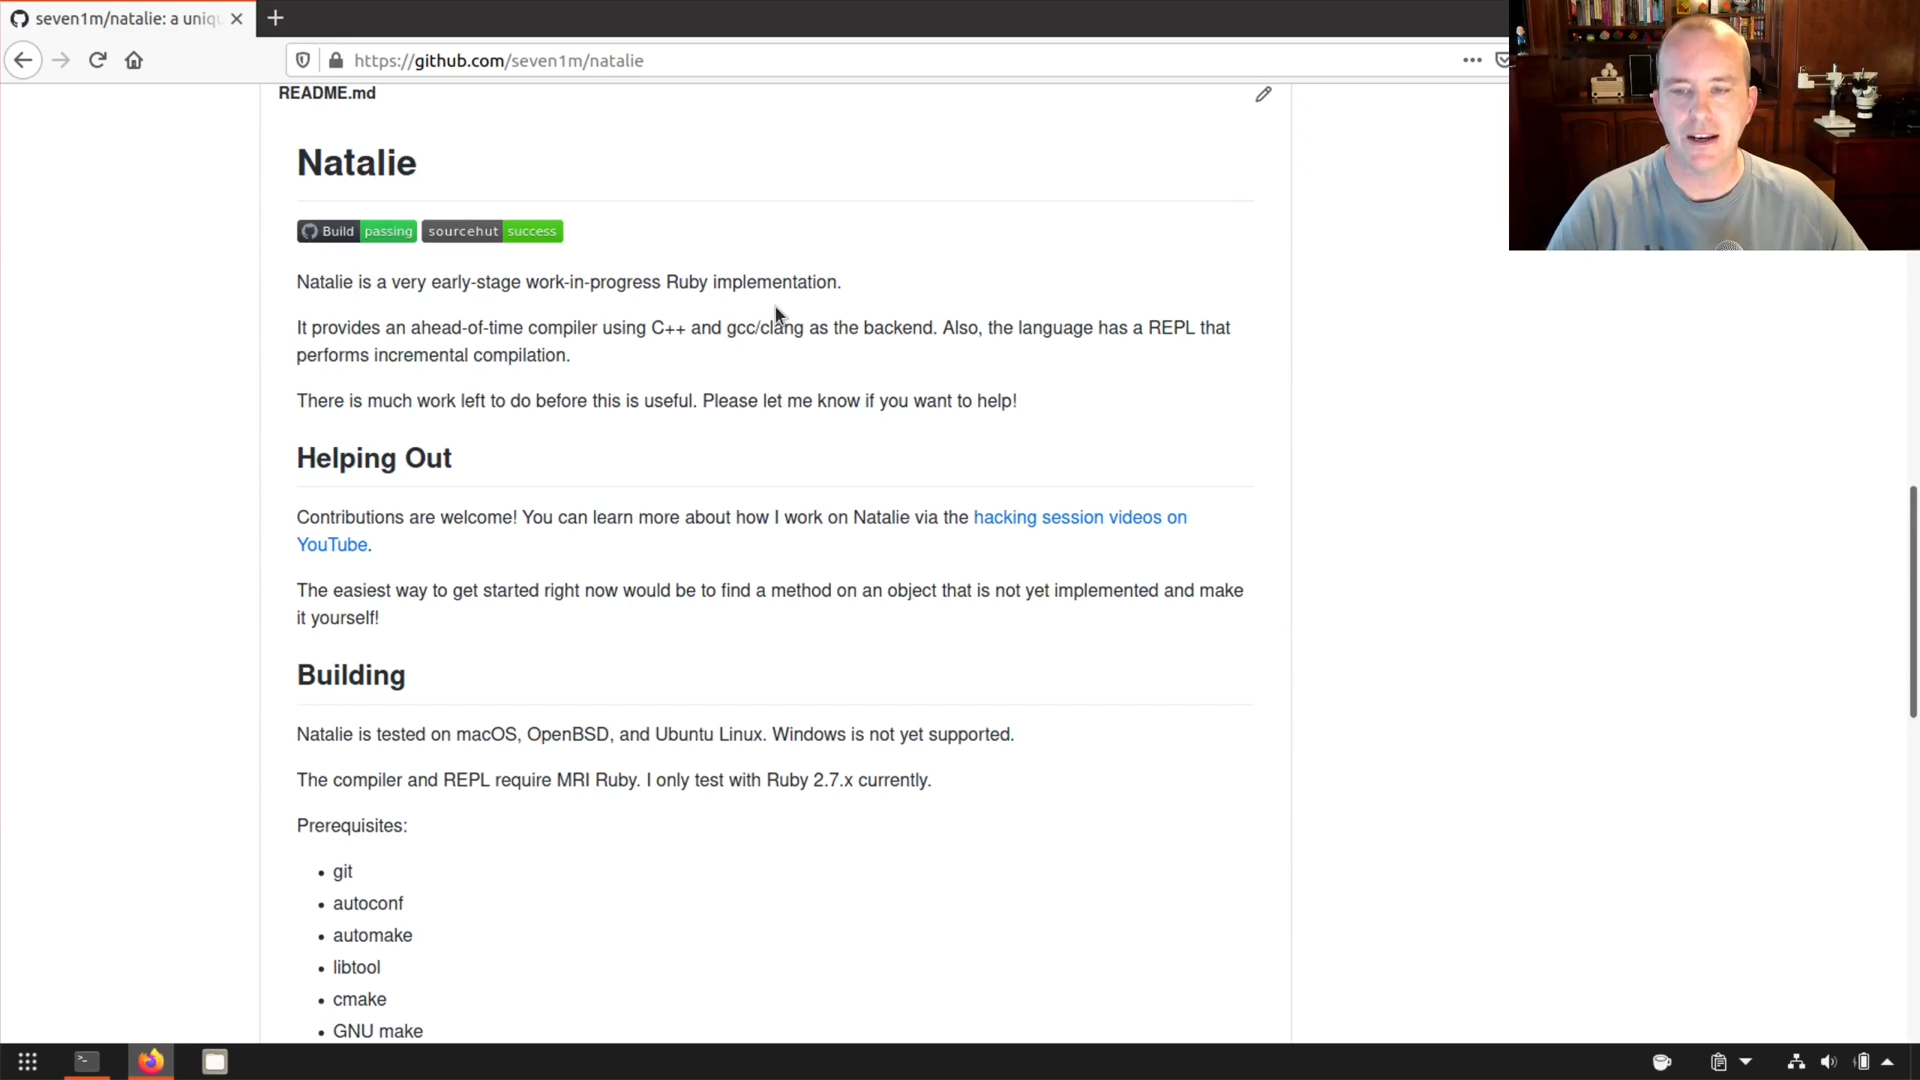 seven1m/natalie: a uniqu
https://github.com/seven1m/natalie
README.md
Natalie
Build passing sourcehut success
Natalie is a very early-stage work-in-progress Ruby implementation.
It provides an ahead-of-time compiler using C++ and gcc/clang as the backend. Also, the language has a REPL that
performs incremental compilation.
There is much work left to do before this is useful. Please let me know if you want to help!
Helping Out
Contributions are welcome! You can learn more about how I work on Natalie via the hacking session videos on
YouTube.
The easiest way to get started right now would be to find a method on an object that is not yet implemented and make
it yourself!
Building
Natalie is tested on macOS, OpenBSD, and Ubuntu Linux. Windows is not yet supported.
The compiler and REPL require MRI Ruby. I only test with Ruby 2.7.x currently.
Prerequisites:
• git
• autoconf
• automake
• libtool
• cmake
• GNU make